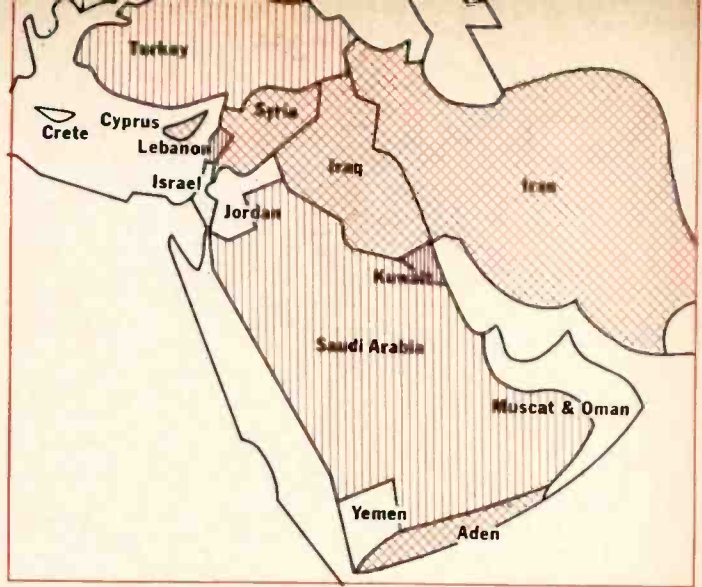 Turkey
Syria
Cyprus
Crete
Lebanon
Israel
Iraq
Iran
Jordan
Kuwait
Saudi Arabia
Muscat & Oman
Yemen
Aden